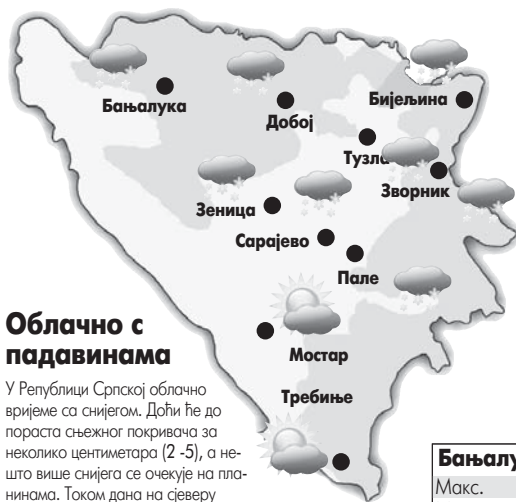 Бањалука
Добој
Бијељина
Тузла
Зворник
Зеница
Сарајево
Пале
Мостар
Требиње
Облачно с
падавинама
У Републици Српској облачно
вријеме са снијегом. Доћи ће до
пораста сњежног покривача за
неколико центиметара (2 -5), а не-
што више снијега се очекује на пла-
нинама. Током дана на сјеверу
Макс.